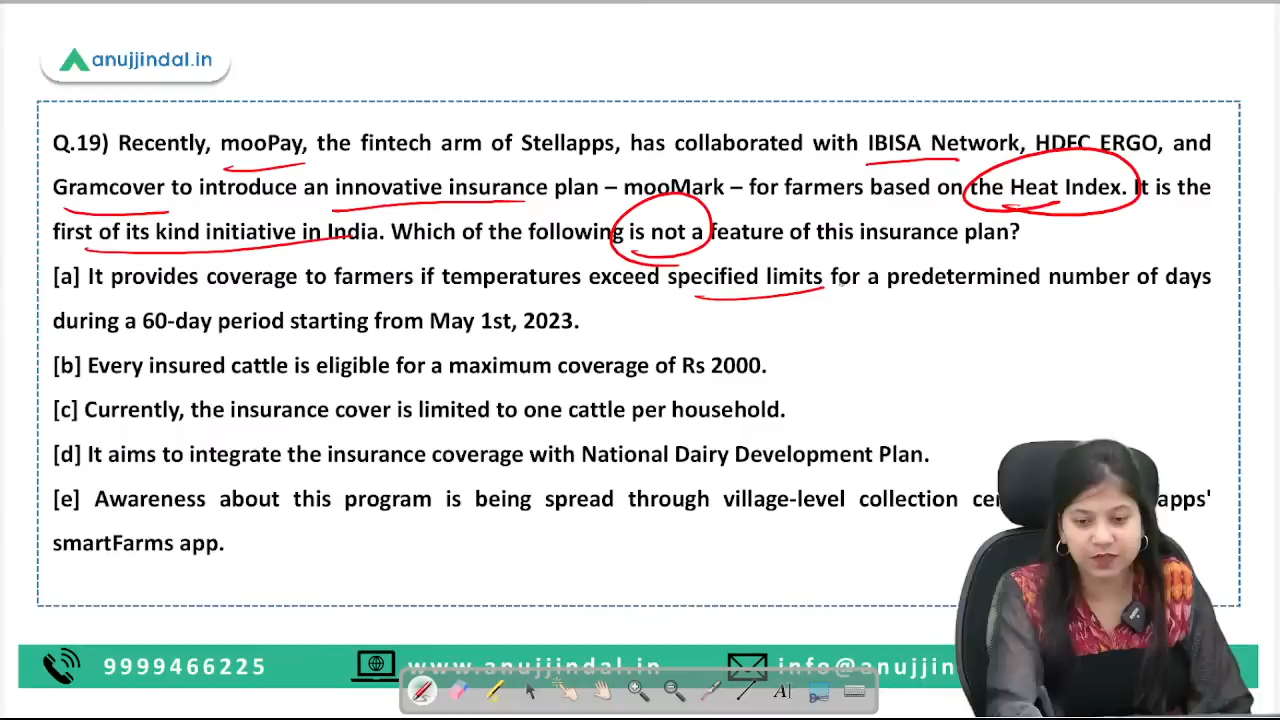 anujjindal.in
Q.19) Recently, mooPay, the fintech arm of Stellapps, has collaborated with IBISA Network, HDFC ERGO, and
Gramcover to introduce an innovative insurance plan – mooMark – for farmers based on the Heat Index. It is the
first of its kind initiative in India. Which of the following is not a feature of this insurance plan?
[a] It provides coverage to farmers if temperatures exceed specified limits for a predetermined number of days
during a 60-day period starting from May 1st, 2023.
[b] Every insured cattle is eligible for a maximum coverage of Rs 2000.
[c] Currently, the insurance cover is limited to one cattle per household.
[d] It aims to integrate the insurance coverage with National Dairy Development Plan.
[e] Awareness about this program is being spread through village-level collection apps'
smartFarms app.
9999466225 www.anujjindal.in